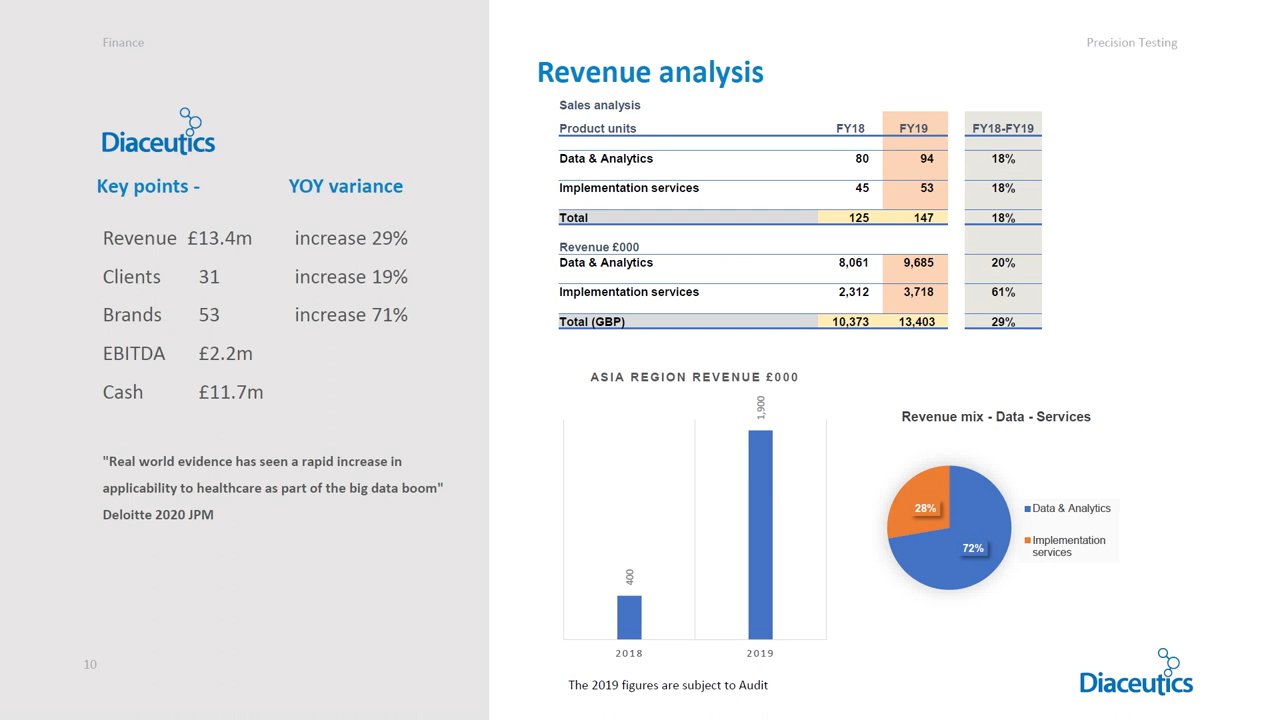 Finance
Precision Testing
Diaceutics
Key points - YOY variance
Revenue £13.4m increase 29%
Clients 31 increase 19%
Brands 53 increase 71%
EBITDA £2.2m
Cash £11.7m
"Real world evidence has seen a rapid increase in
applicability to healthcare as part of the big data boom"
Deloitte 2020 JPM
10
Revenue analysis
Sales analysis
Product units FY18 FY19 FY18-FY19
Data & Analytics 80 94 18%
Implementation services 45 53 18%
Total 125 147 18%
Revenue £000
Data & Analytics 8,061 9,685 20%
Implementation services 2,312 3,718 61%
Total (GBP) 10,373 13,403 29%
ASIA REGION REVENUE £000
400
1,900
2018 2019
Revenue mix - Data - Services
28%
72%
Data & Analytics
Implementation
services
The 2019 figures are subject to Audit
Diaceutics